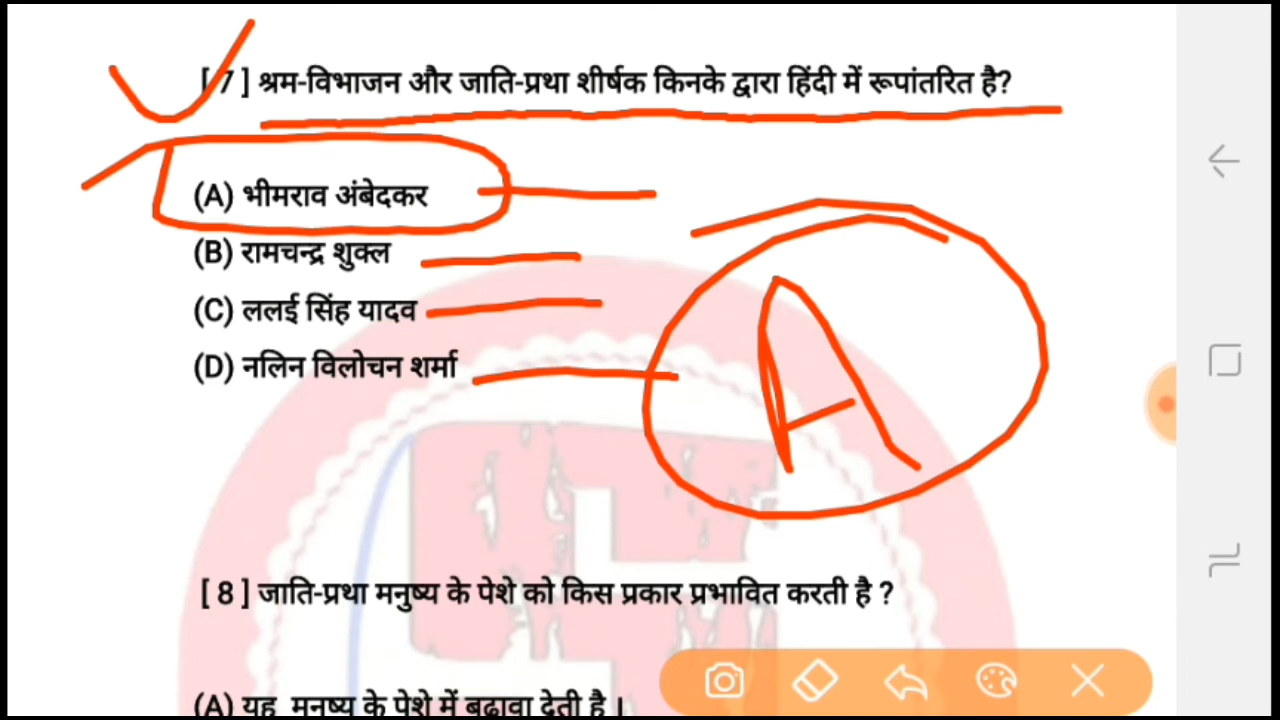 [ 7 ] श्रम-विभाजन और जाति-प्रथा शीर्षक किनके द्वारा हिंदी में रूपांतरित है?
(A) भीमराव अंबेदकर
(B) रामचन्द्र शुक्ल
(C) ललई सिंह यादव
(D) नलिन विलोचन शर्मा
A
[ 8 ] जाति-प्रथा मनुष्य के पेशे को किस प्रकार प्रभावित करती है ?
(A) यह मनुष्य के पेशे में बढ़ावा देती है ।